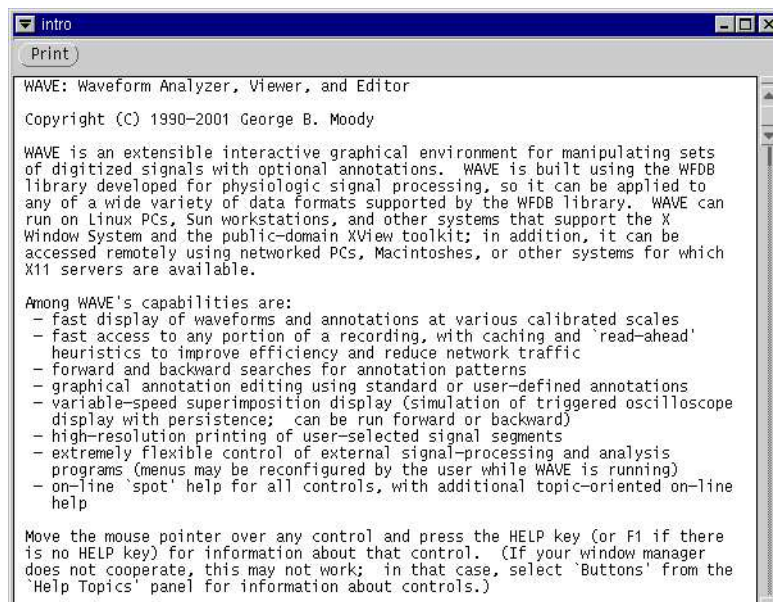 intro
Print
WAVE: Waveform Analyzer, Viewer, and Editor
Copyright (C) 1990–2001 George B. Moody
WAVE is an extensible interactive graphical environment for manipulating sets
of digitized signals with optional annotations.  WAVE is built using the WFDB
library developed for physiologic signal processing, so it can be applied to
any of a wide variety of data formats supported by the WFDB library.  WAVE can
run on Linux PCs, Sun workstations, and other systems that support the X
Window System and the public–domain XView toolkit; in addition, it can be
accessed remotely using networked PCs, Macintoshes, or other systems for which
X11 servers are available.
Among WAVE's capabilities are:
– fast display of waveforms and annotations at various calibrated scales
– fast access to any portion of a recording, with caching and `read–ahead'
heuristics to improve efficiency and reduce network traffic
– forward and backward searches for annotation patterns
– graphical annotation editing using standard or user–defined annotations
– variable–speed superimposition display (simulation of triggered oscilloscope
display with persistence;  can be run forward or backward)
– high–resolution printing of user–selected signal segments
– extremely flexible control of external signal–processing and analysis
programs (menus may be reconfigured by the user while WAVE is running)
– on–line `spot' help for all controls, with additional topic–oriented on–line
help
Move the mouse pointer over any control and press the HELP key (or F1 if there
is no HELP key) for information about that control.  (If your window manager
does not cooperate, this may not work;  in that case, select `Buttons' from the
`Help Topics' panel for information about controls.)